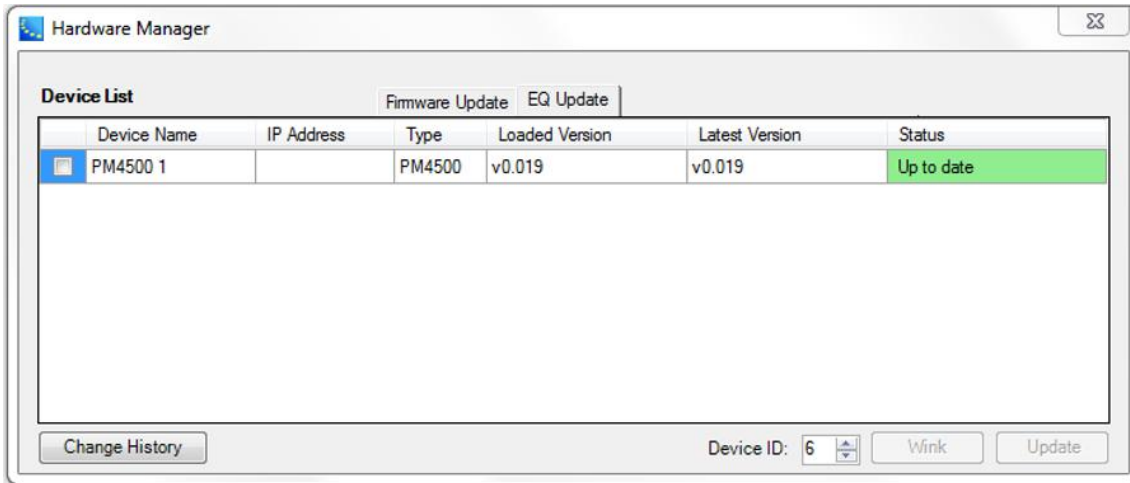 Hardware Manager
Device List
Firmware Update EQ Update
Device Name IP Address Type Loaded Version Latest Version Status
PM4500 1 PM4500 v0.019 v0.019 Up to date
Change History Device ID: 6 Wink Update